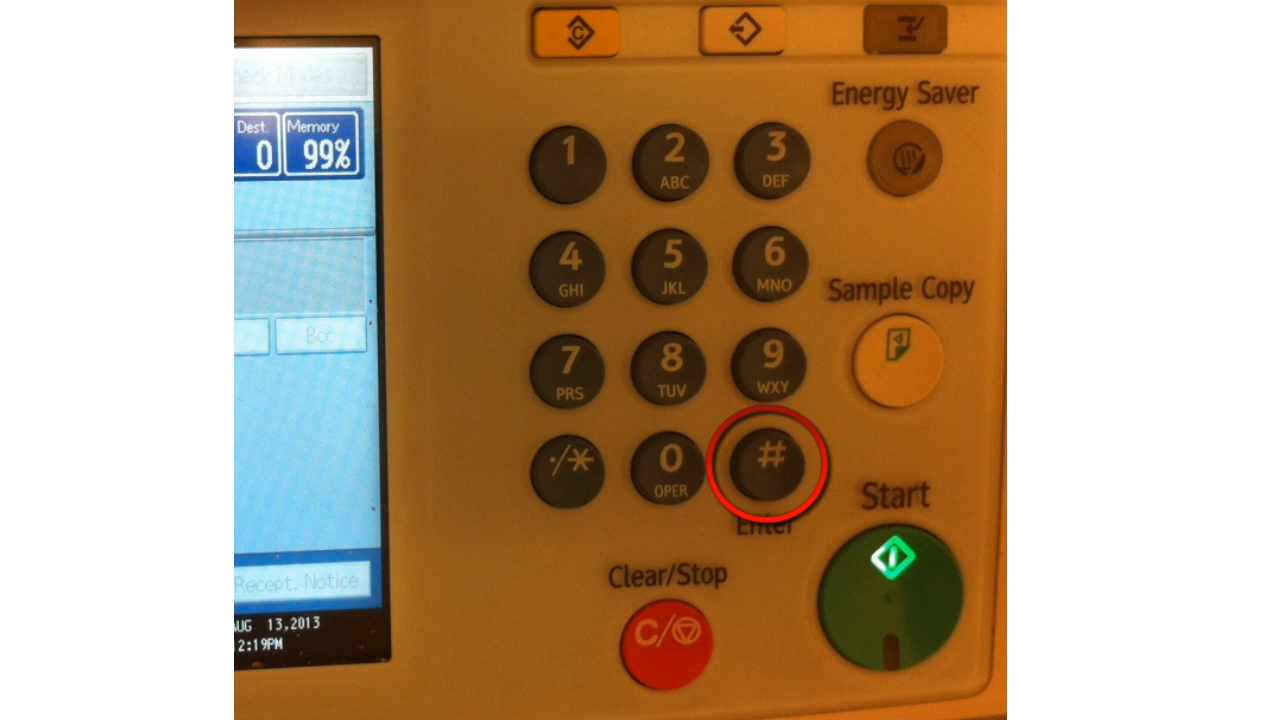 Check Modes
Dest. Memory
0 99%
Bcc
Recept. Notice
AUG 13,2013
2:19PM
C
Energy Saver
1 2 3
ABC DEF
4 5 6
GHI JKL MNO
Sample Copy
7 8 9
PRS TUV WXY
./* 0 #
OPER
Enter
Start
Clear/Stop
C/